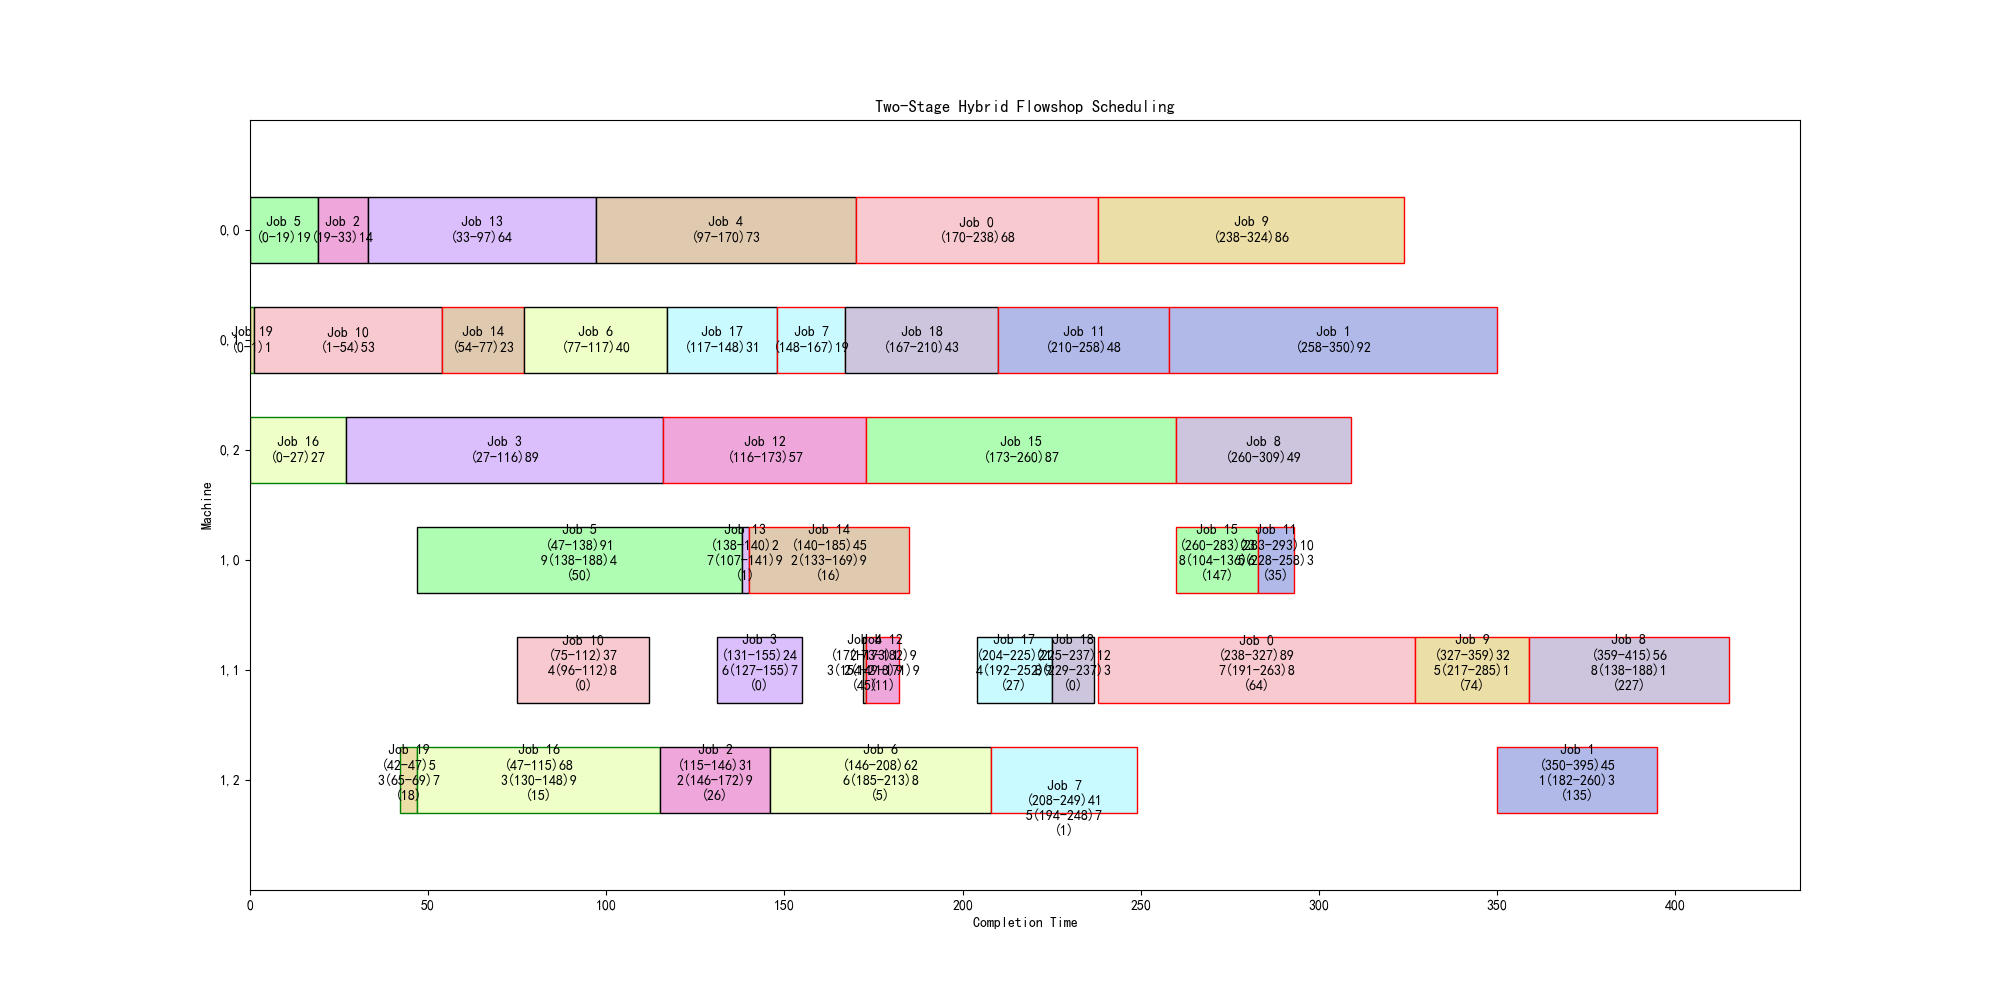 Two-Stage Hybrid Flowshop Scheduling
Machine
0,0
Job 5
(0-19)19
Job 2
(19-33)14
Job 13
(33-97)64
Job 4
(97-170)73
Job 0
(170-238)68
Job 9
(238-324)86
0,1
Job 19
(0-1)1
Job 10
(1-54)53
Job 14
(54-77)23
Job 6
(77-117)40
Job 17
(117-148)31
Job 7
(148-167)19
Job 18
(167-210)43
Job 11
(210-258)48
Job 1
(258-350)92
0,2
Job 16
(0-27)27
Job 3
(27-116)89
Job 12
(116-173)57
Job 15
(173-260)87
Job 8
(260-309)49
1,0
Job 5
(47-138)91
9(138-188)4
(50)
Job 13
(138-140)2
7(107-141)9
(1)
Job 14
(140-185)45
2(133-169)9
(16)
Job 15
(260-283)23
8(104-136)6
(147)
Job 11
(283-293)10
(228-258)3
(35)
1,1
Job 10
(75-112)37
4(96-112)8
(0)
Job 3
(131-155)24
6(127-155)7
(0)
Job 4
(45)
Job 12
(173-182)9
(11)
Job 17
(204-225)21
4(192-252)
(27)
Job 18
(225-237)12
(229-237)3
(0)
Job 0
(238-327)89
7(191-263)8
(64)
Job 9
(327-359)32
5(217-285)1
(74)
Job 8
(359-415)56
8(138-188)1
(227)
1,2
Job 19
(42-47)5
3(65-69)7
(18)
Job 16
(47-115)68
3(130-148)9
(15)
Job 2
(115-146)31
2(146-172)9
(26)
Job 6
(146-208)62
6(185-213)8
(5)
Job 7
(208-249)41
5(194-248)7
(1)
Job 1
(350-395)45
1(182-260)3
(135)
0 50 100 150 200 250 300 350 400
Completion Time